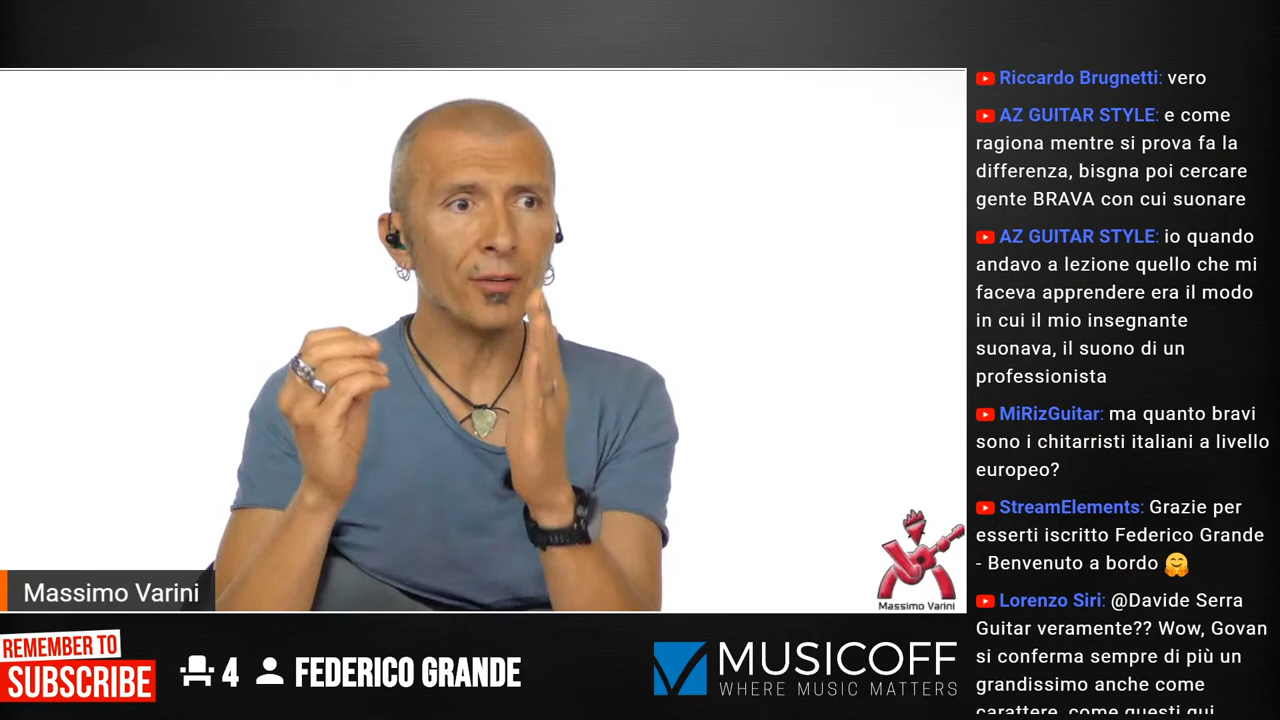 Riccardo Brugnetti: vero
AZ GUITAR STYLE: e come
ragiona mentre si prova fa la
differenza, bisgna poi cercare
gente BRAVA con cui suonare
AZ GUITAR STYLE: io quando
andavo a lezione quello che mi
faceva apprendere era il modo
in cui il mio insegnante
suonava, il suono di un
professionista
MiRizGuitar: ma quanto bravi
sono i chitarristi italiani a livello
europeo?
StreamElements: Grazie per
esserti iscritto Federico Grande
- Benvenuto a bordo 🤗
Lorenzo Siri: @Davide Serra
Guitar veramente?? Wow, Govan
si conferma sempre di più un
grandissimo anche come
carattere, come questi qui
Massimo Varini
Massimo Varini
REMEMBER TO
SUBSCRIBE
4 FEDERICO GRANDE
MUSICOFF
WHERE MUSIC MATTERS